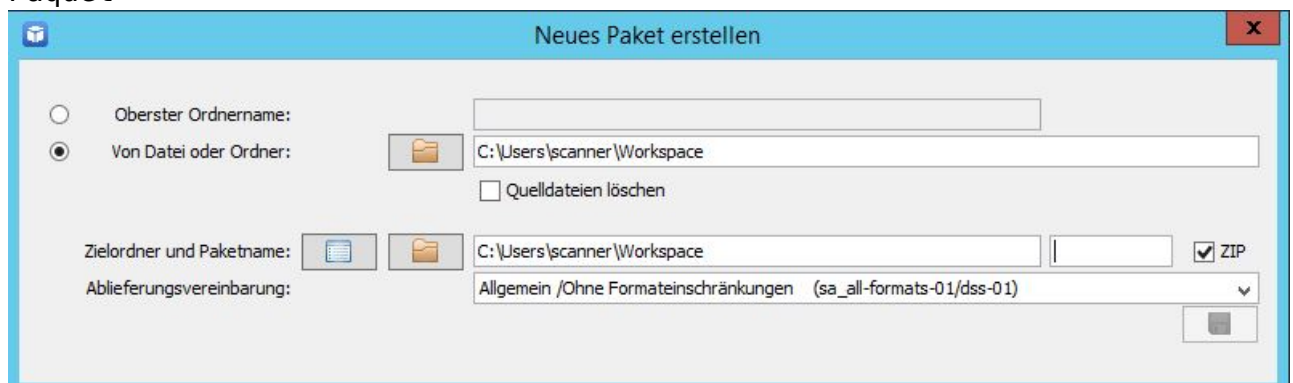 Neues Paket erstellen
x
Oberster Ordnername:
Von Datei oder Ordner: C:\Users\scanner\Workspace
Quelldateien löschen
Zielordner und Paketname: C:\Users\scanner\Workspace ZIP
Ablieferungsvereinbarung: Allgemein /Ohne Formateinschränkungen (sa_all-formats-01/dss-01)